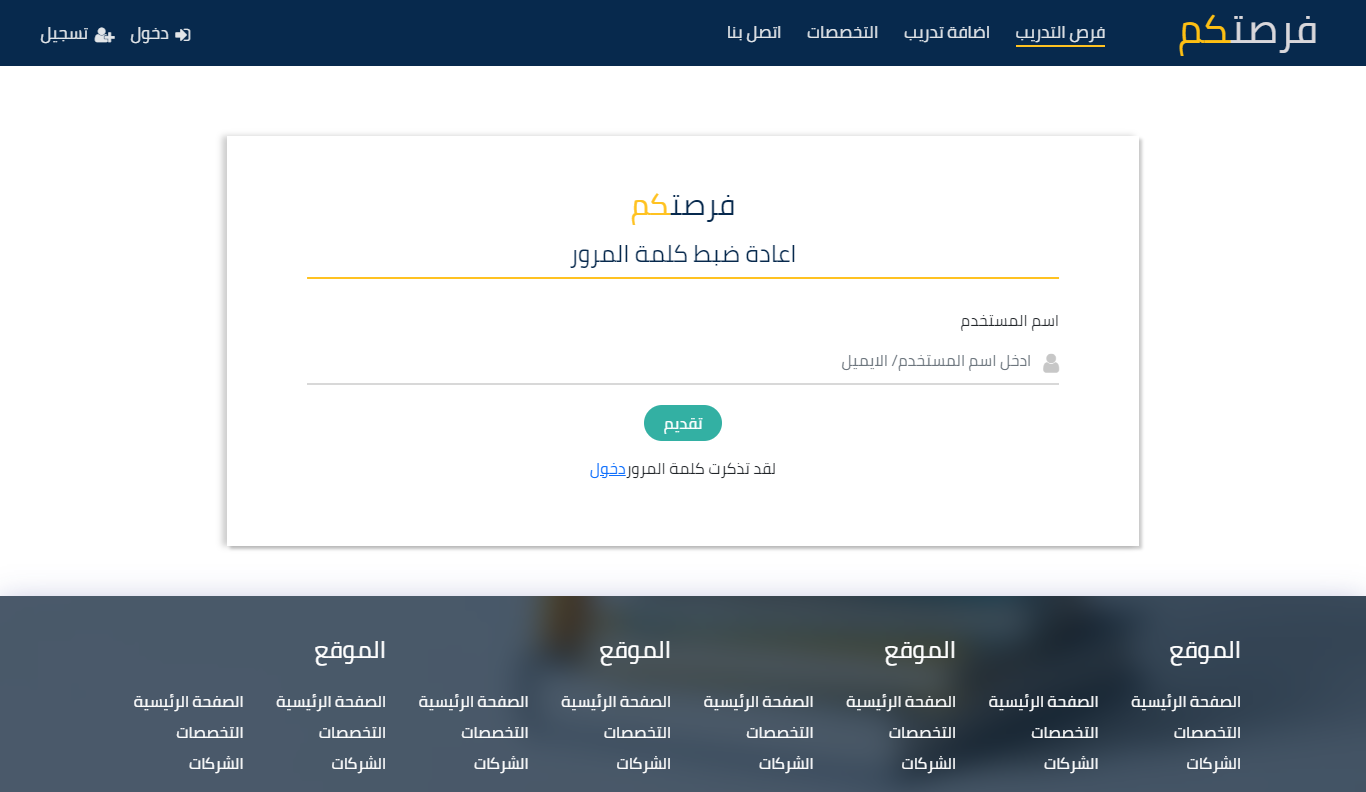 فرصتكم
فرص التدريب اضافة تدريب التخصصات اتصل بنا
دخول تسجيل
فرصتكم
اعادة ضبط كلمة المرور
اسم المستخدم
ادخل اسم المستخدم/ الايميل
تقديم
لقد تذكرت كلمة المروردخول
الموقع الموقع الموقع الموقع
الصفحة الرئيسية الصفحة الرئيسية الصفحة الرئيسية الصفحة الرئيسية الصفحة الرئيسية الصفحة الرئيسية الصفحة الرئيسية الصفحة الرئيسية
التخصصات التخصصات التخصصات التخصصات التخصصات التخصصات التخصصات التخصصات
الشركات الشركات الشركات الشركات الشركات الشركات الشركات الشركات